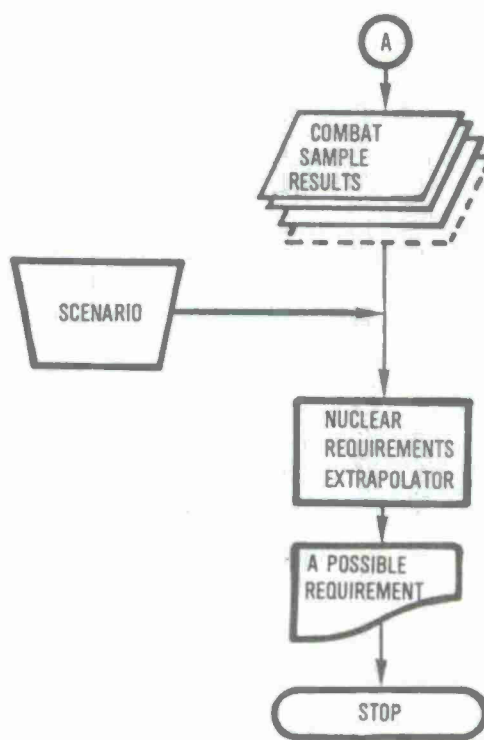 A
COMBAT
SAMPLE
RESULTS
SCENARIO
NUCLEAR
REQUIREMENTS
EXTRAPOLATOR
A POSSIBLE
REQUIREMENT
STOP